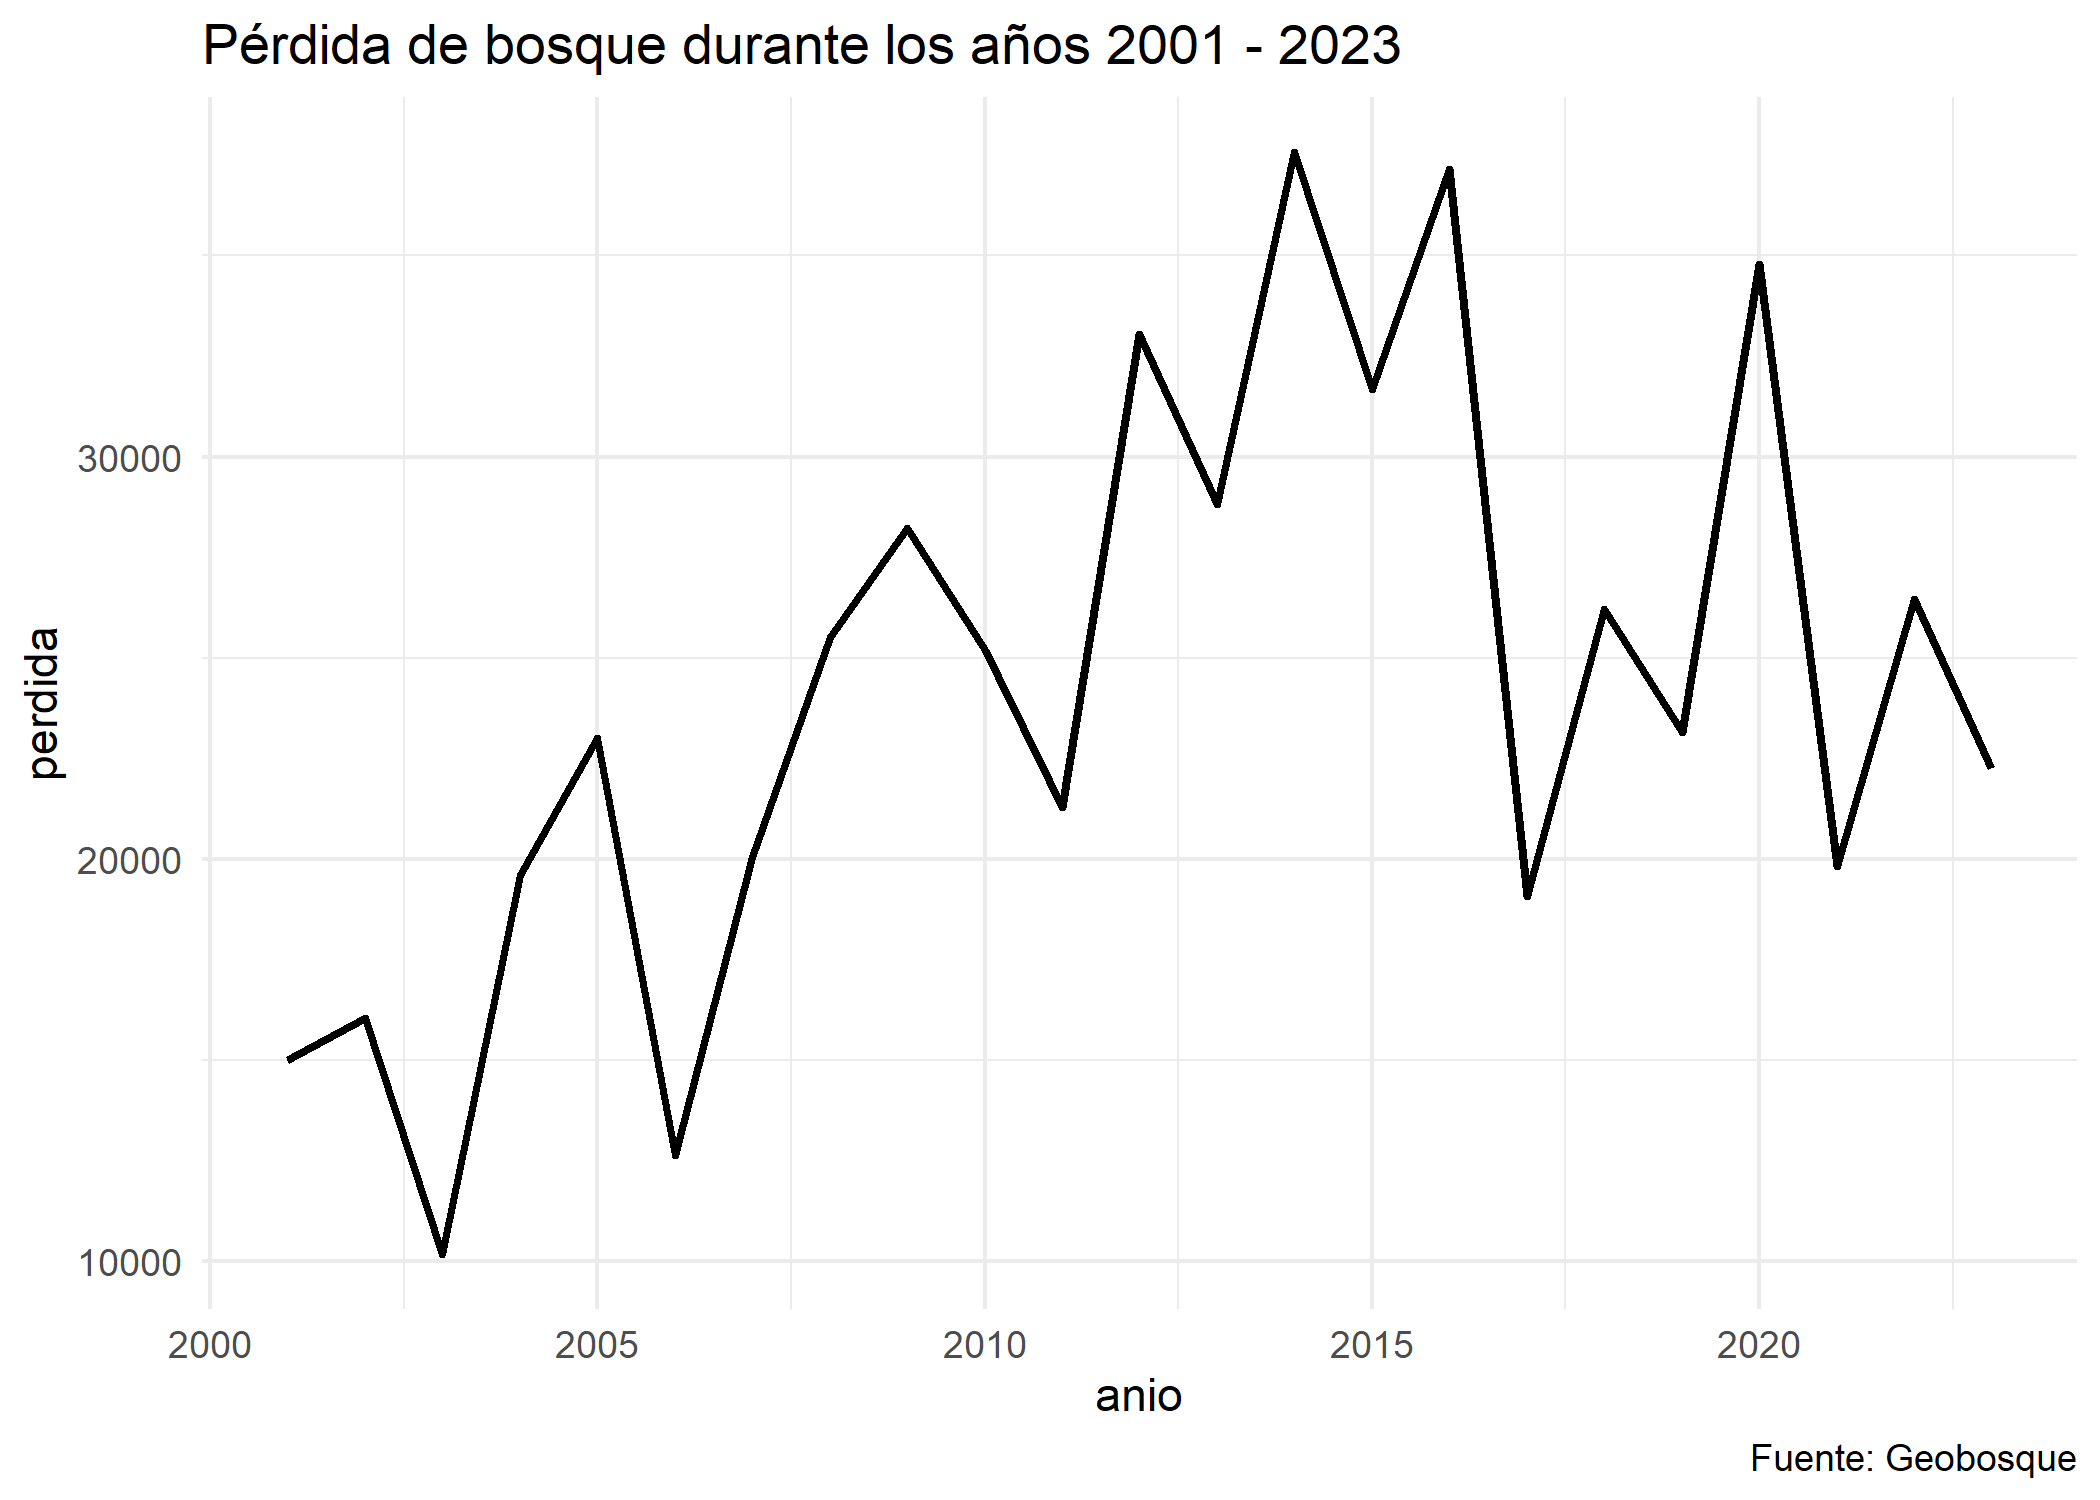 Pérdida de bosque durante los años 2001 - 2023
perdida
30000
20000
10000
2000 2005 2010 2015 2020
anio
Fuente: Geobosque